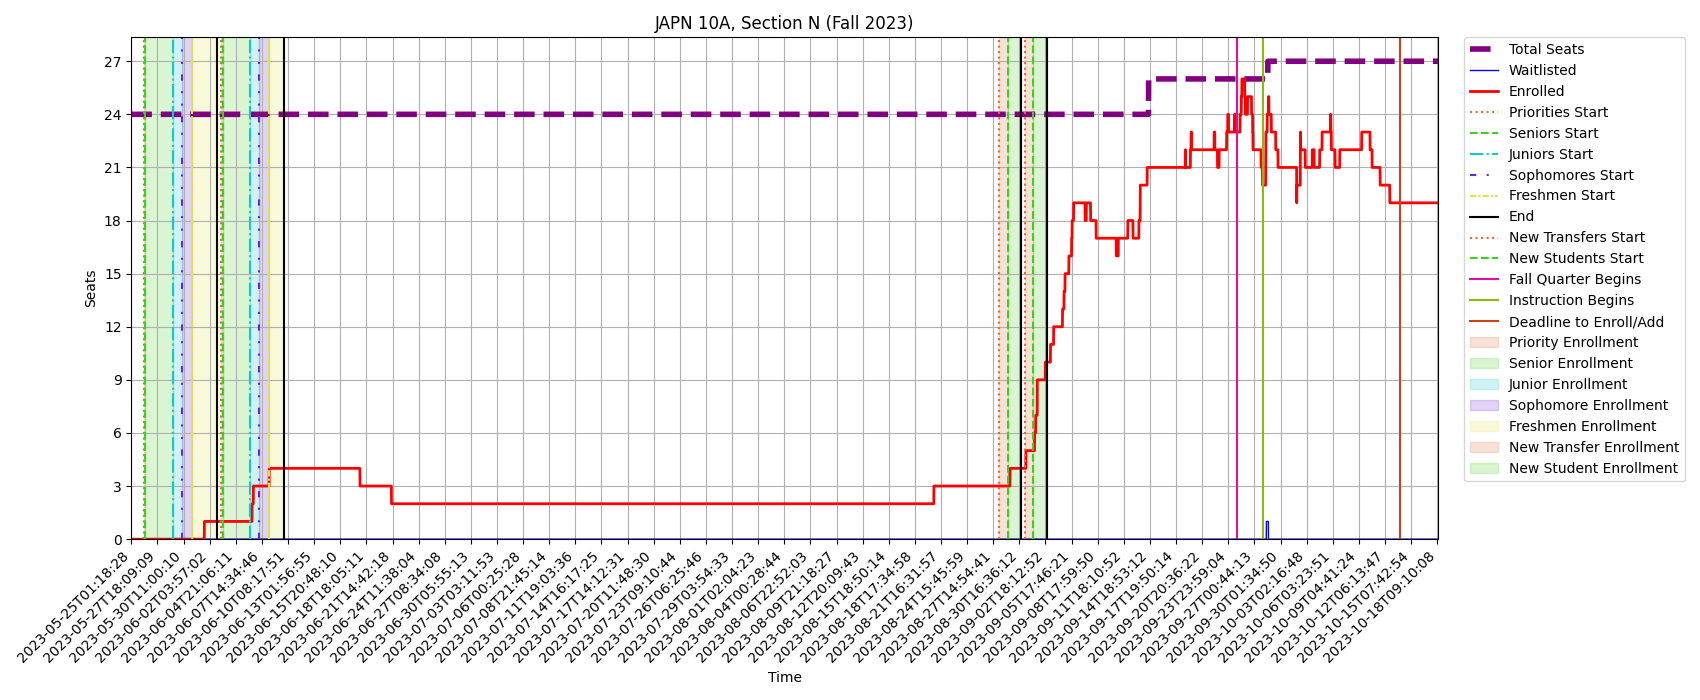 JAPN 10A, Section N (Fall 2023)
Seats
27
24
21
18
15
12
9
6
3
0
2023-05-25T01:18:28
2023-05-27T18:09:09
2023-05-30T11:00:10
2023-06-02T03:57:02
2023-06-04T21:06:11
2023-06-07T14:34:46
2023-06-10T08:17:51
2023-06-13T01:56:55
2023-06-15T20:48:10
2023-06-18T18:05:11
2023-06-21T14:42:18
2023-06-24T11:38:04
2023-06-27T08:34:08
2023-06-30T05:55:13
2023-07-03T03:11:53
2023-07-06T00:25:28
2023-07-08T21:45:14
2023-07-11T19:03:36
2023-07-14T16:17:25
2023-07-17T14:12:31
2023-07-20T11:48:30
2023-07-23T09:10:44
2023-07-26T06:25:46
2023-07-29T03:54:33
2023-08-01T02:04:23
2023-08-04T00:28:44
2023-08-06T22:52:03
2023-08-09T21:18:27
2023-08-12T20:09:43
2023-08-15T18:50:14
2023-08-18T17:34:58
2023-08-21T16:31:57
2023-08-24T15:45:59
2023-08-27T14:54:41
2023-08-30T16:36:12
2023-09-02T18:12:52
2023-09-05T17:46:21
2023-09-08T17:59:50
2023-09-11T18:10:52
2023-09-14T18:53:12
2023-09-17T19:50:14
2023-09-20T20:36:22
2023-09-23T23:59:04
2023-09-27T00:44:13
2023-09-30T01:34:50
2023-10-03T02:16:48
2023-10-06T03:23:51
2023-10-09T04:41:24
2023-10-12T06:13:47
2023-10-15T07:42:54
2023-10-18T09:10:08
Time
Total Seats
Waitlisted
Enrolled
Priorities Start
Seniors Start
Juniors Start
Sophomores Start
Freshmen Start
End
New Transfers Start
New Students Start
Fall Quarter Begins
Instruction Begins
Deadline to Enroll/Add
Priority Enrollment
Senior Enrollment
Junior Enrollment
Sophomore Enrollment
Freshmen Enrollment
New Transfer Enrollment
New Student Enrollment